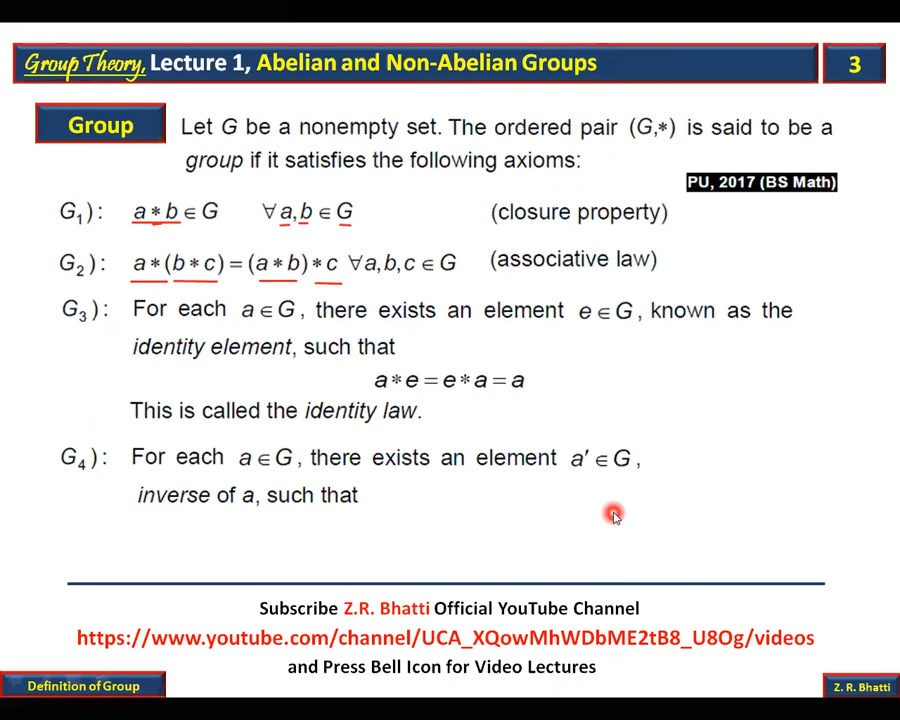 Group Theory, Lecture 1, Abelian and Non-Abelian Groups
3
Group
Let G be a nonempty set. The ordered pair (G,∗) is said to be a
group if it satisfies the following axioms:
PU, 2017 (BS Math)
G₁): a∗b∈G ∀a,b∈G (closure property)
G₂): a∗(b∗c)=(a∗b)∗c ∀a,b,c∈G (associative law)
G₃): For each a∈G, there exists an element e∈G, known as the
identity element, such that
a∗e=e∗a=a
This is called the identity law.
G₄): For each a∈G, there exists an element a′∈G,
inverse of a, such that
Subscribe Z.R. Bhatti Official YouTube Channel
https://www.youtube.com/channel/UCA_XQowMhWDbME2tB8_U8Og/videos
and Press Bell Icon for Video Lectures
Definition of Group
Z. R. Bhatti